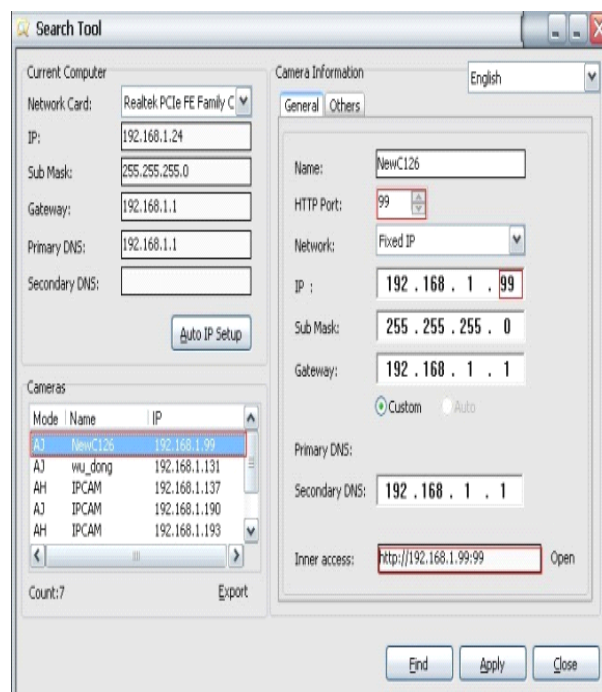 Search Tool
Current Computer
Network Card: Realtek PCIe FE Family C
IP: 192.168.1.24
Sub Mask: 255.255.255.0
Gateway: 192.168.1.1
Primary DNS: 192.168.1.1
Secondary DNS:
Auto IP Setup
Cameras
Mode Name IP
AJ NewC126 192.168.1.99
AJ wu_dong 192.168.1.131
AH IPCAM 192.168.1.137
AJ IPCAM 192.168.1.190
AH IPCAM 192.168.1.193
Count:7 Export
Camera Information
English
General Others
Name: NewC126
HTTP Port: 99
Network: Fixed IP
IP : 192 . 168 . 1 . 99
Sub Mask: 255 . 255 . 255 . 0
Gateway: 192 . 168 . 1 . 1
Custom Auto
Primary DNS:
Secondary DNS: 192 . 168 . 1 . 1
Inner access: http://192.168.1.99:99 Open
Find Apply Close